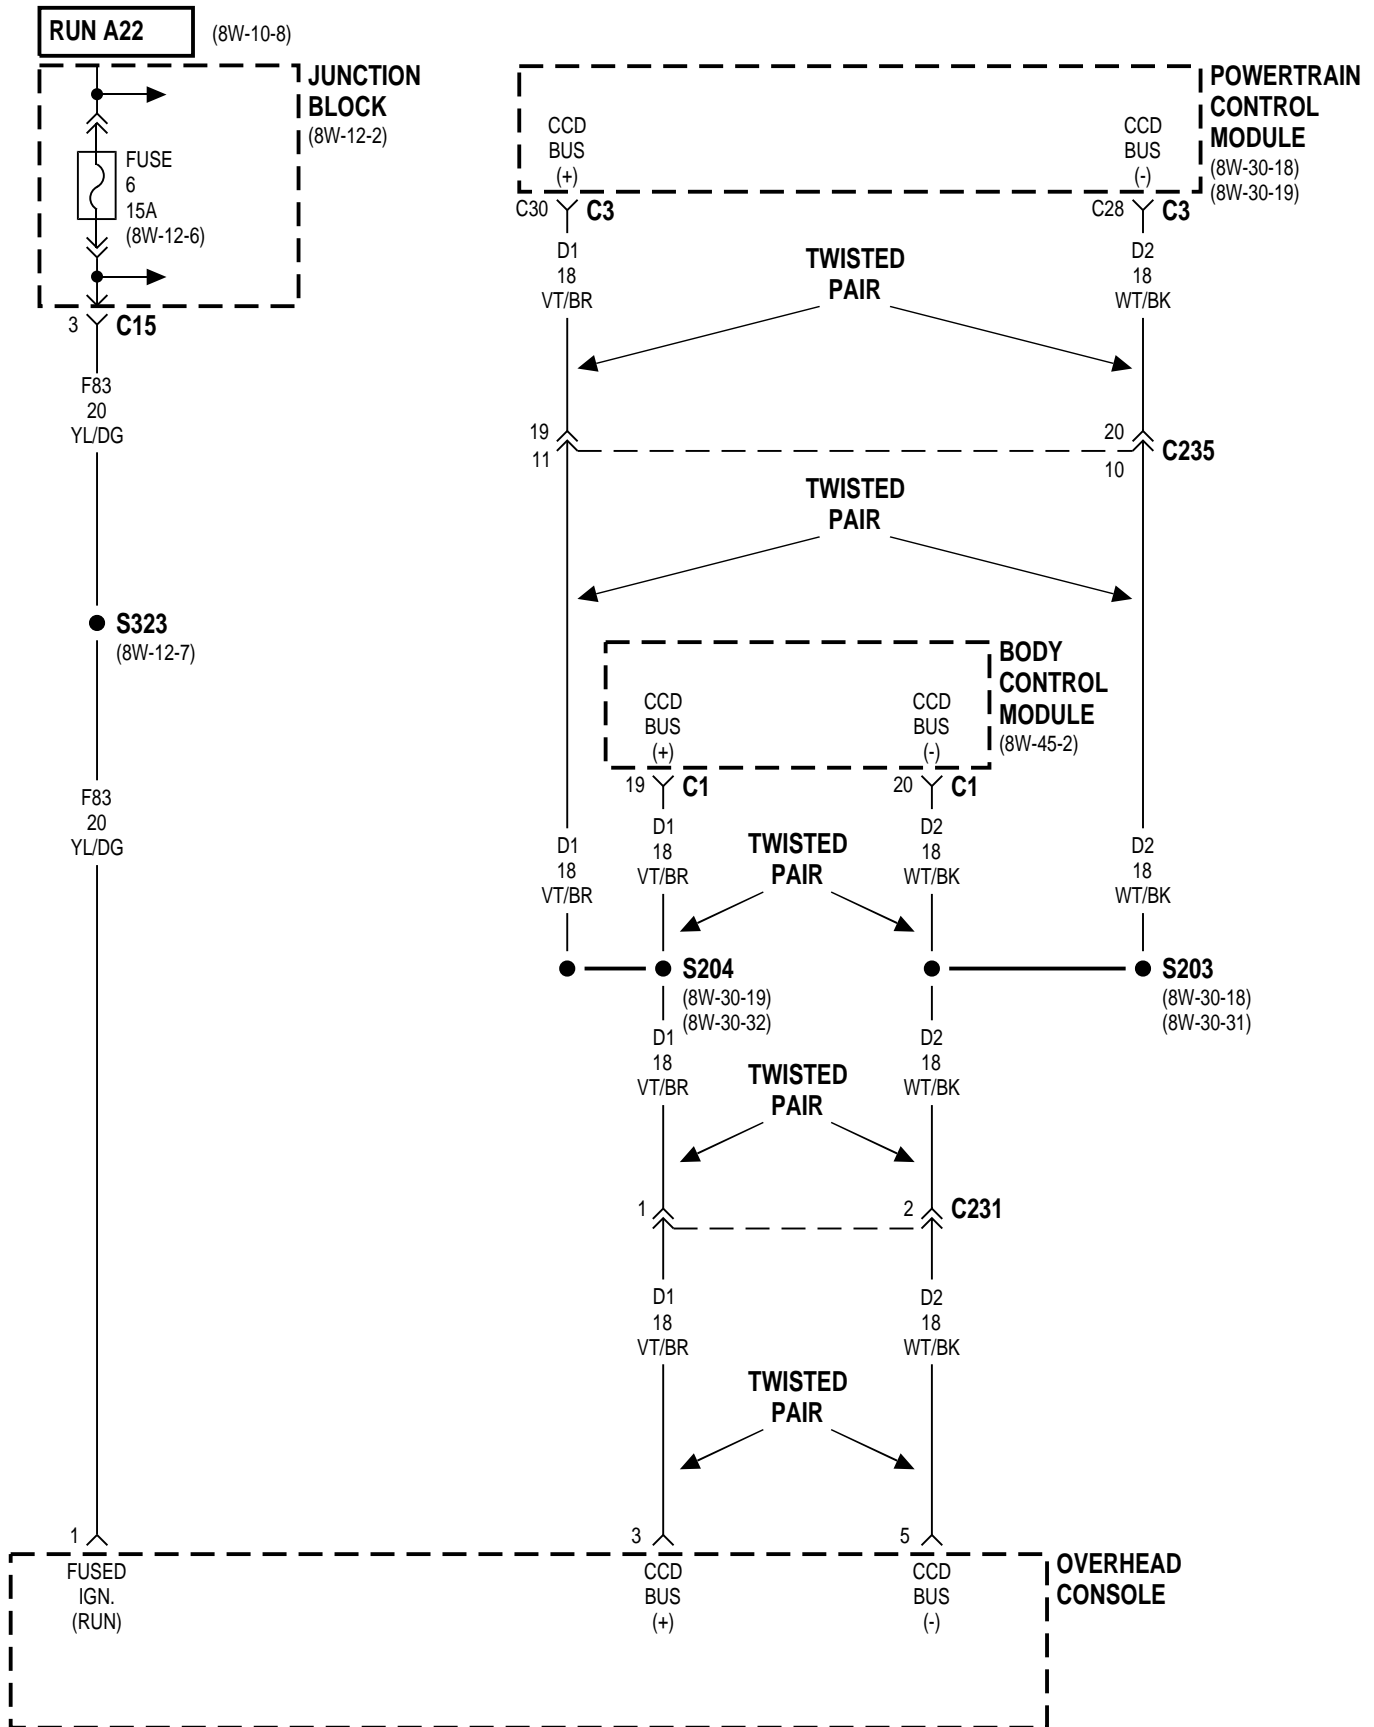 RUN A22
(8W-10-8)
JUNCTION
BLOCK
(8W-12-2)
FUSE
6
15A
(8W-12-6)
3
C15
F83
20
YL/DG
S323
(8W-12-7)
F83
20
YL/DG
POWERTRAIN
CONTROL
MODULE
(8W-30-18)
(8W-30-19)
CCD
BUS
(+)
CCD
BUS
(-)
C30
C3
C28
C3
D1
18
VT/BR
TWISTED
PAIR
D2
18
WT/BK
19
11
20
10
C235
TWISTED
PAIR
BODY
CONTROL
MODULE
(8W-45-2)
CCD
BUS
(+)
CCD
BUS
(-)
19
C1
20
C1
D1
18
VT/BR
D1
18
VT/BR
TWISTED
PAIR
D2
18
WT/BK
D2
18
WT/BK
S204
(8W-30-19)
(8W-30-32)
S203
(8W-30-18)
(8W-30-31)
D1
18
VT/BR
TWISTED
PAIR
D2
18
WT/BK
1
2
C231
D1
18
VT/BR
D2
18
WT/BK
TWISTED
PAIR
1
3
5
FUSED
IGN.
(RUN)
CCD
BUS
(+)
CCD
BUS
(-)
OVERHEAD
CONSOLE